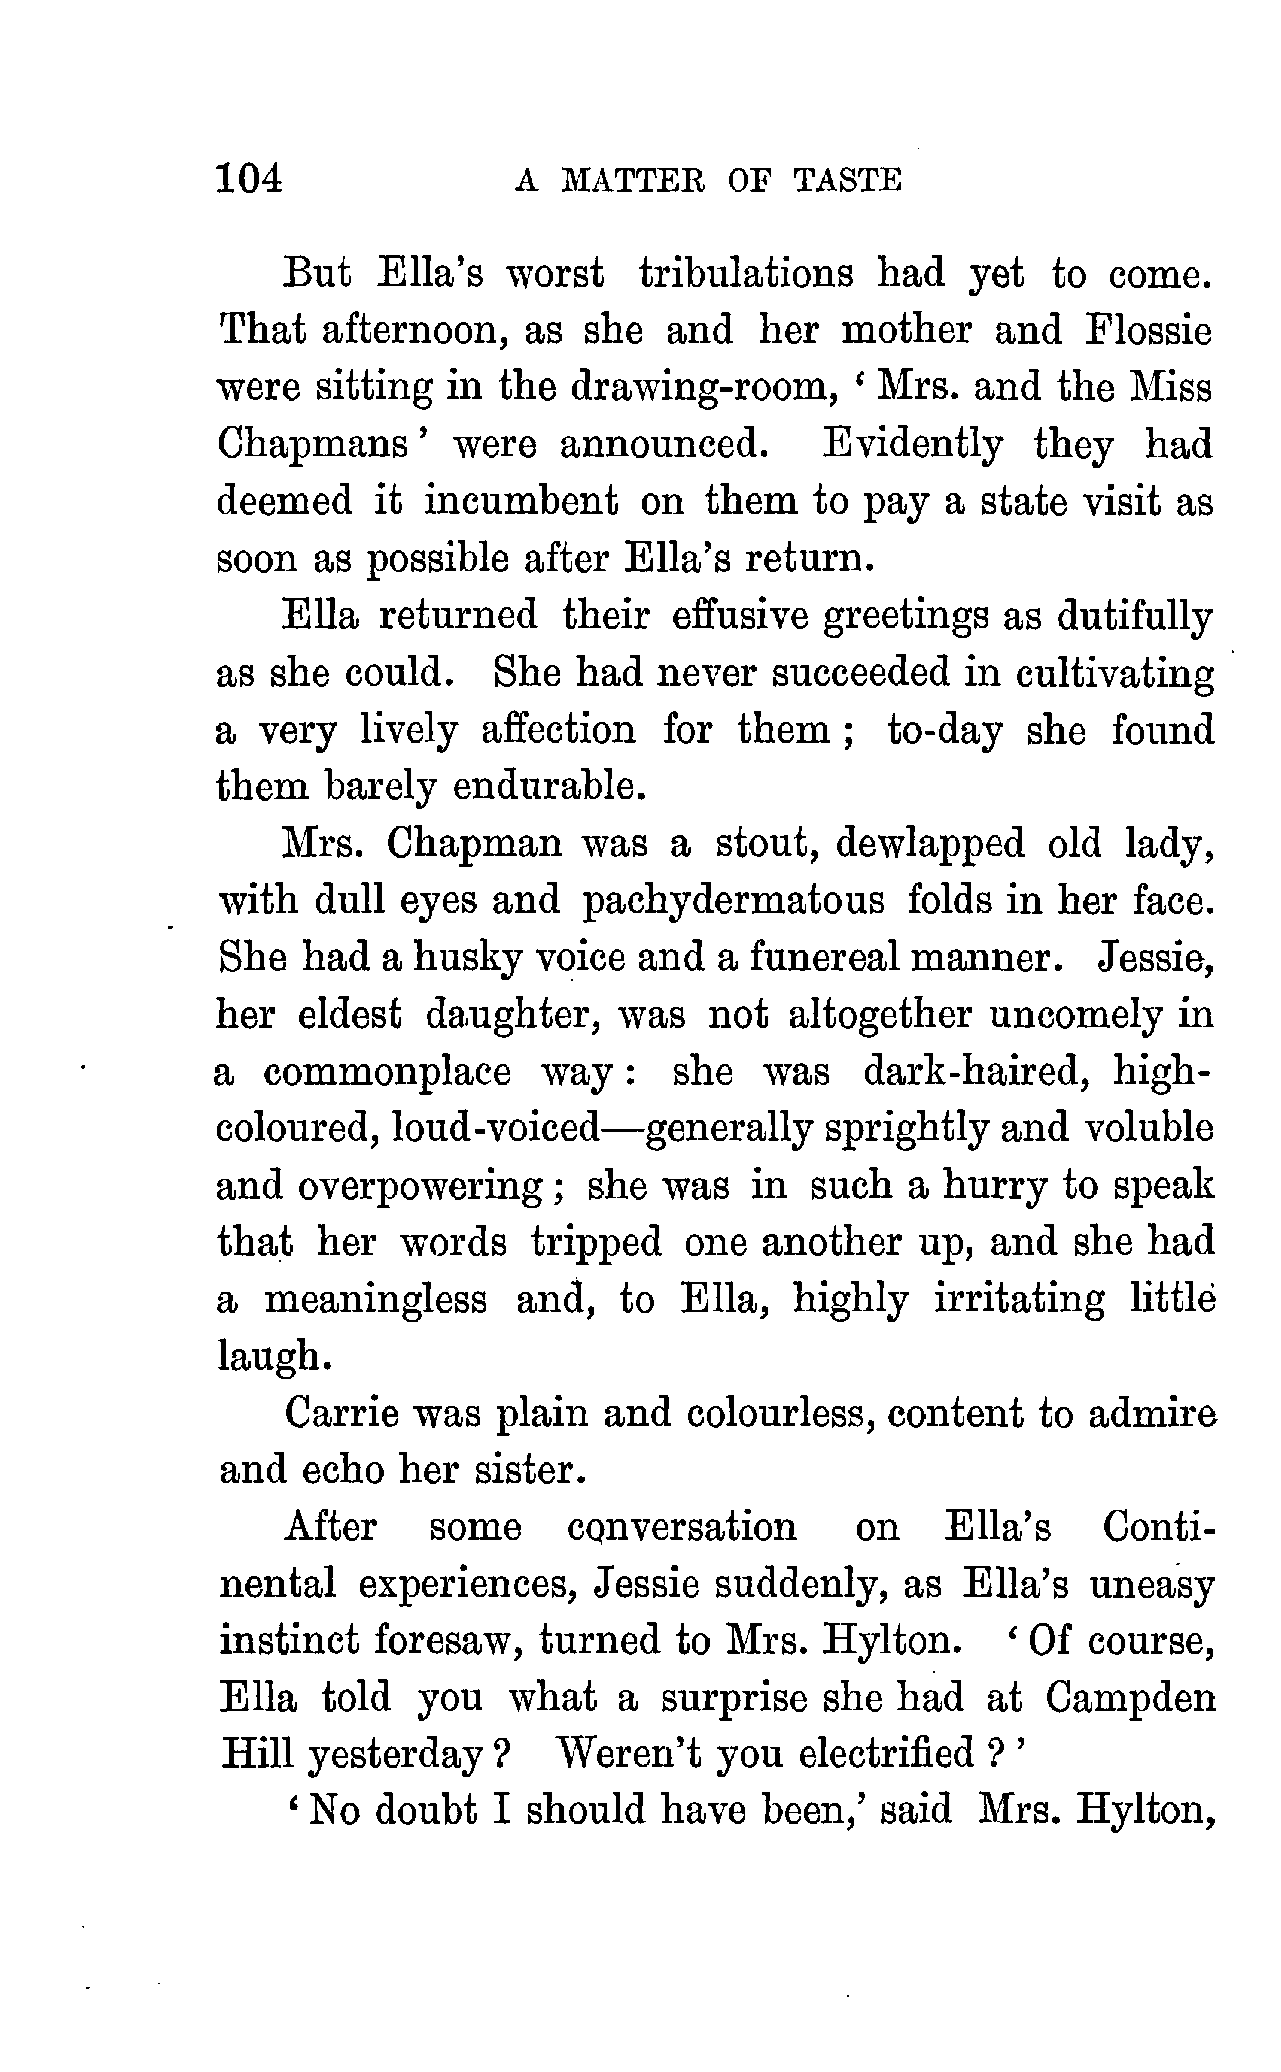 104 A MATTER OF TASTE
But Ella's worst tribulations had yet to come.
That afternoon, as she and her mother and Flossie
were sitting in the drawing-room, ‘Mrs. and the Miss
Chapmans’ were announced. Evidently they had
deemed it incumbent on them to pay a state visit as
soon as possible after Ella's return.
Ella returned their effusive greetings as dutifully
as she could. She had never succeeded in cultivating
a very lively affection for them; to-day she found
them barely endurable.
Mrs. Chapman was a stout, dewlapped old lady,
with dull eyes and pachydermatous folds in her face.
She had a husky voice and a funereal manner. Jessie,
her eldest daughter, was not altogether uncomely in
a commonplace way: she was dark-haired, high-
coloured, loud-voiced—generally sprightly and voluble
and overpowering; she was in such a hurry to speak
that her words tripped one another up, and she had
a meaningless and, to Ella, highly irritating little
laugh.
Carrie was plain and colourless, content to admire
and echo her sister.
After some conversation on Ella's Conti-
nental experiences, Jessie suddenly, as Ella's uneasy
instinct foresaw, turned to Mrs. Hylton. ‘Of course,
Ella told you what a surprise she had at Campden
Hill yesterday? Weren't you electrified?’
‘No doubt I should have been,’ said Mrs. Hylton,